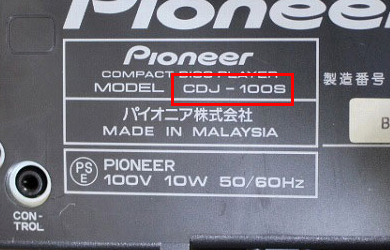 Pioneer
Pioneer
COMPACT DISC PLAYER
MODEL CDJ-100S
製造番号
パイオニア株式会社
MADE IN MALAYSIA
PS
E
PIONEER
100V 10W 50/60Hz
CON-
TROL